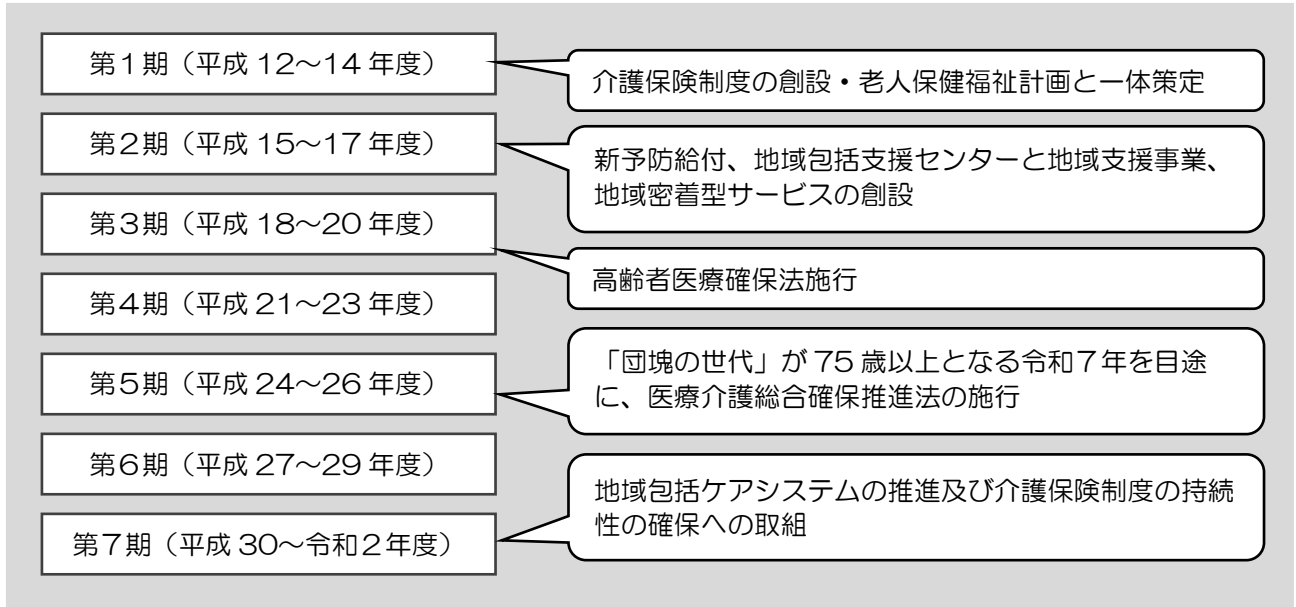 第1期（平成 12～14 年度）
介護保険制度の創設・老人保健福祉計画と一体策定
第2期（平成 15～17 年度）
新予防給付、地域包括支援センターと地域支援事業、
地域密着型サービスの創設
第3期（平成 18～20 年度）
高齢者医療確保法施行
第4期（平成 21～23 年度）
第5期（平成 24～26 年度）
「団塊の世代」が 75 歳以上となる令和7年を目途
に、医療介護総合確保推進法の施行
第6期（平成 27～29 年度）
第7期（平成 30～令和2年度）
地域包括ケアシステムの推進及び介護保険制度の持続
性の確保への取組